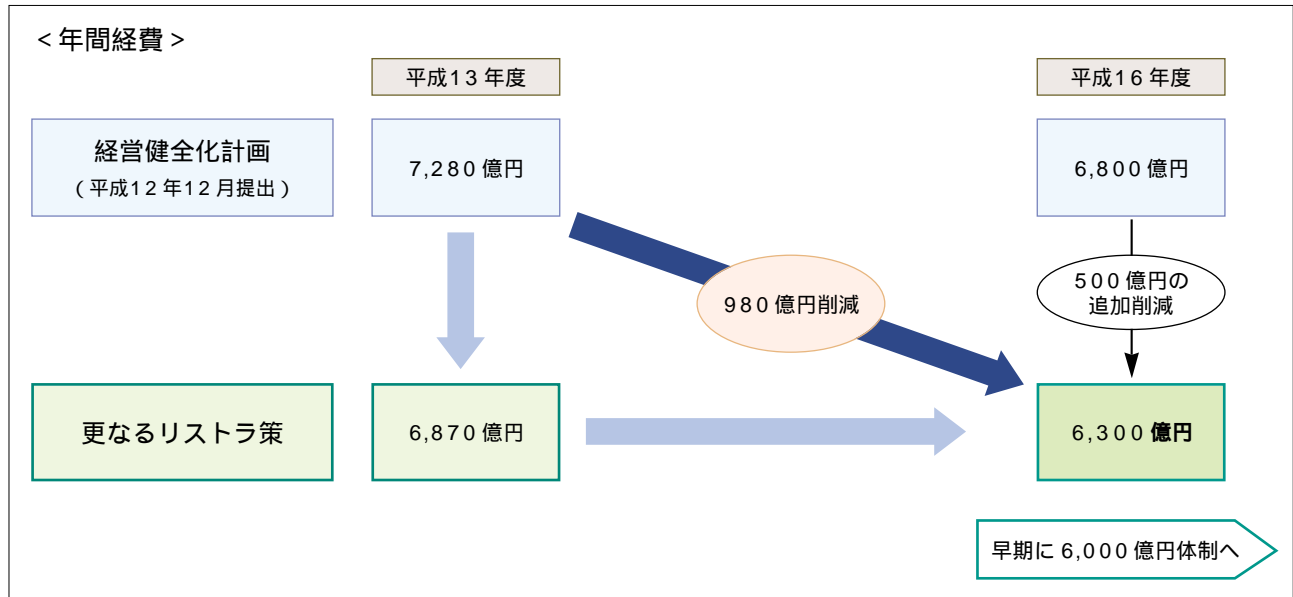 <年間経費>
平成13年度
平成16年度
経営健全化計画
(平成12年12月提出)
7,280億円
6,800億円
980億円削減
500億円の
追加削減
更なるリストラ策
6,870億円
6,300億円
早期に6,000億円体制へ